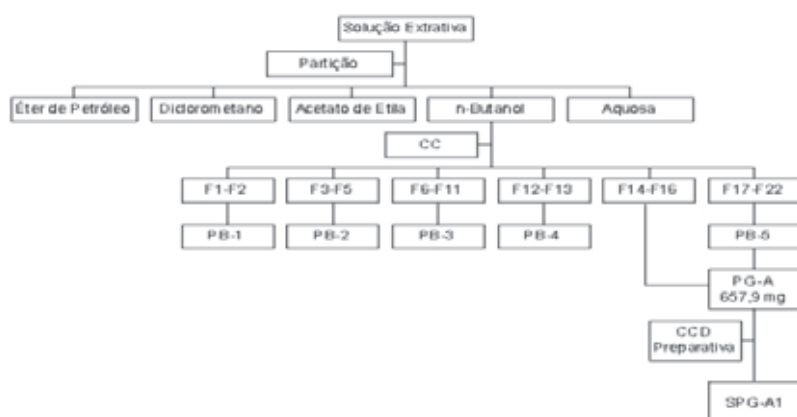 Solução Extrativa
Partição
Éter de Petróleo Diclorometano Acetato de Etila n-Butanol Aquosa
CC
F1-F2 F3-F5 F6-F11 F12-F13 F14-F16 F17-F22
PB-1 PB-2 PB-3 PB-4 PB-5
PG-A
657,9 mg
CCD
Preparativa
SPG-A1